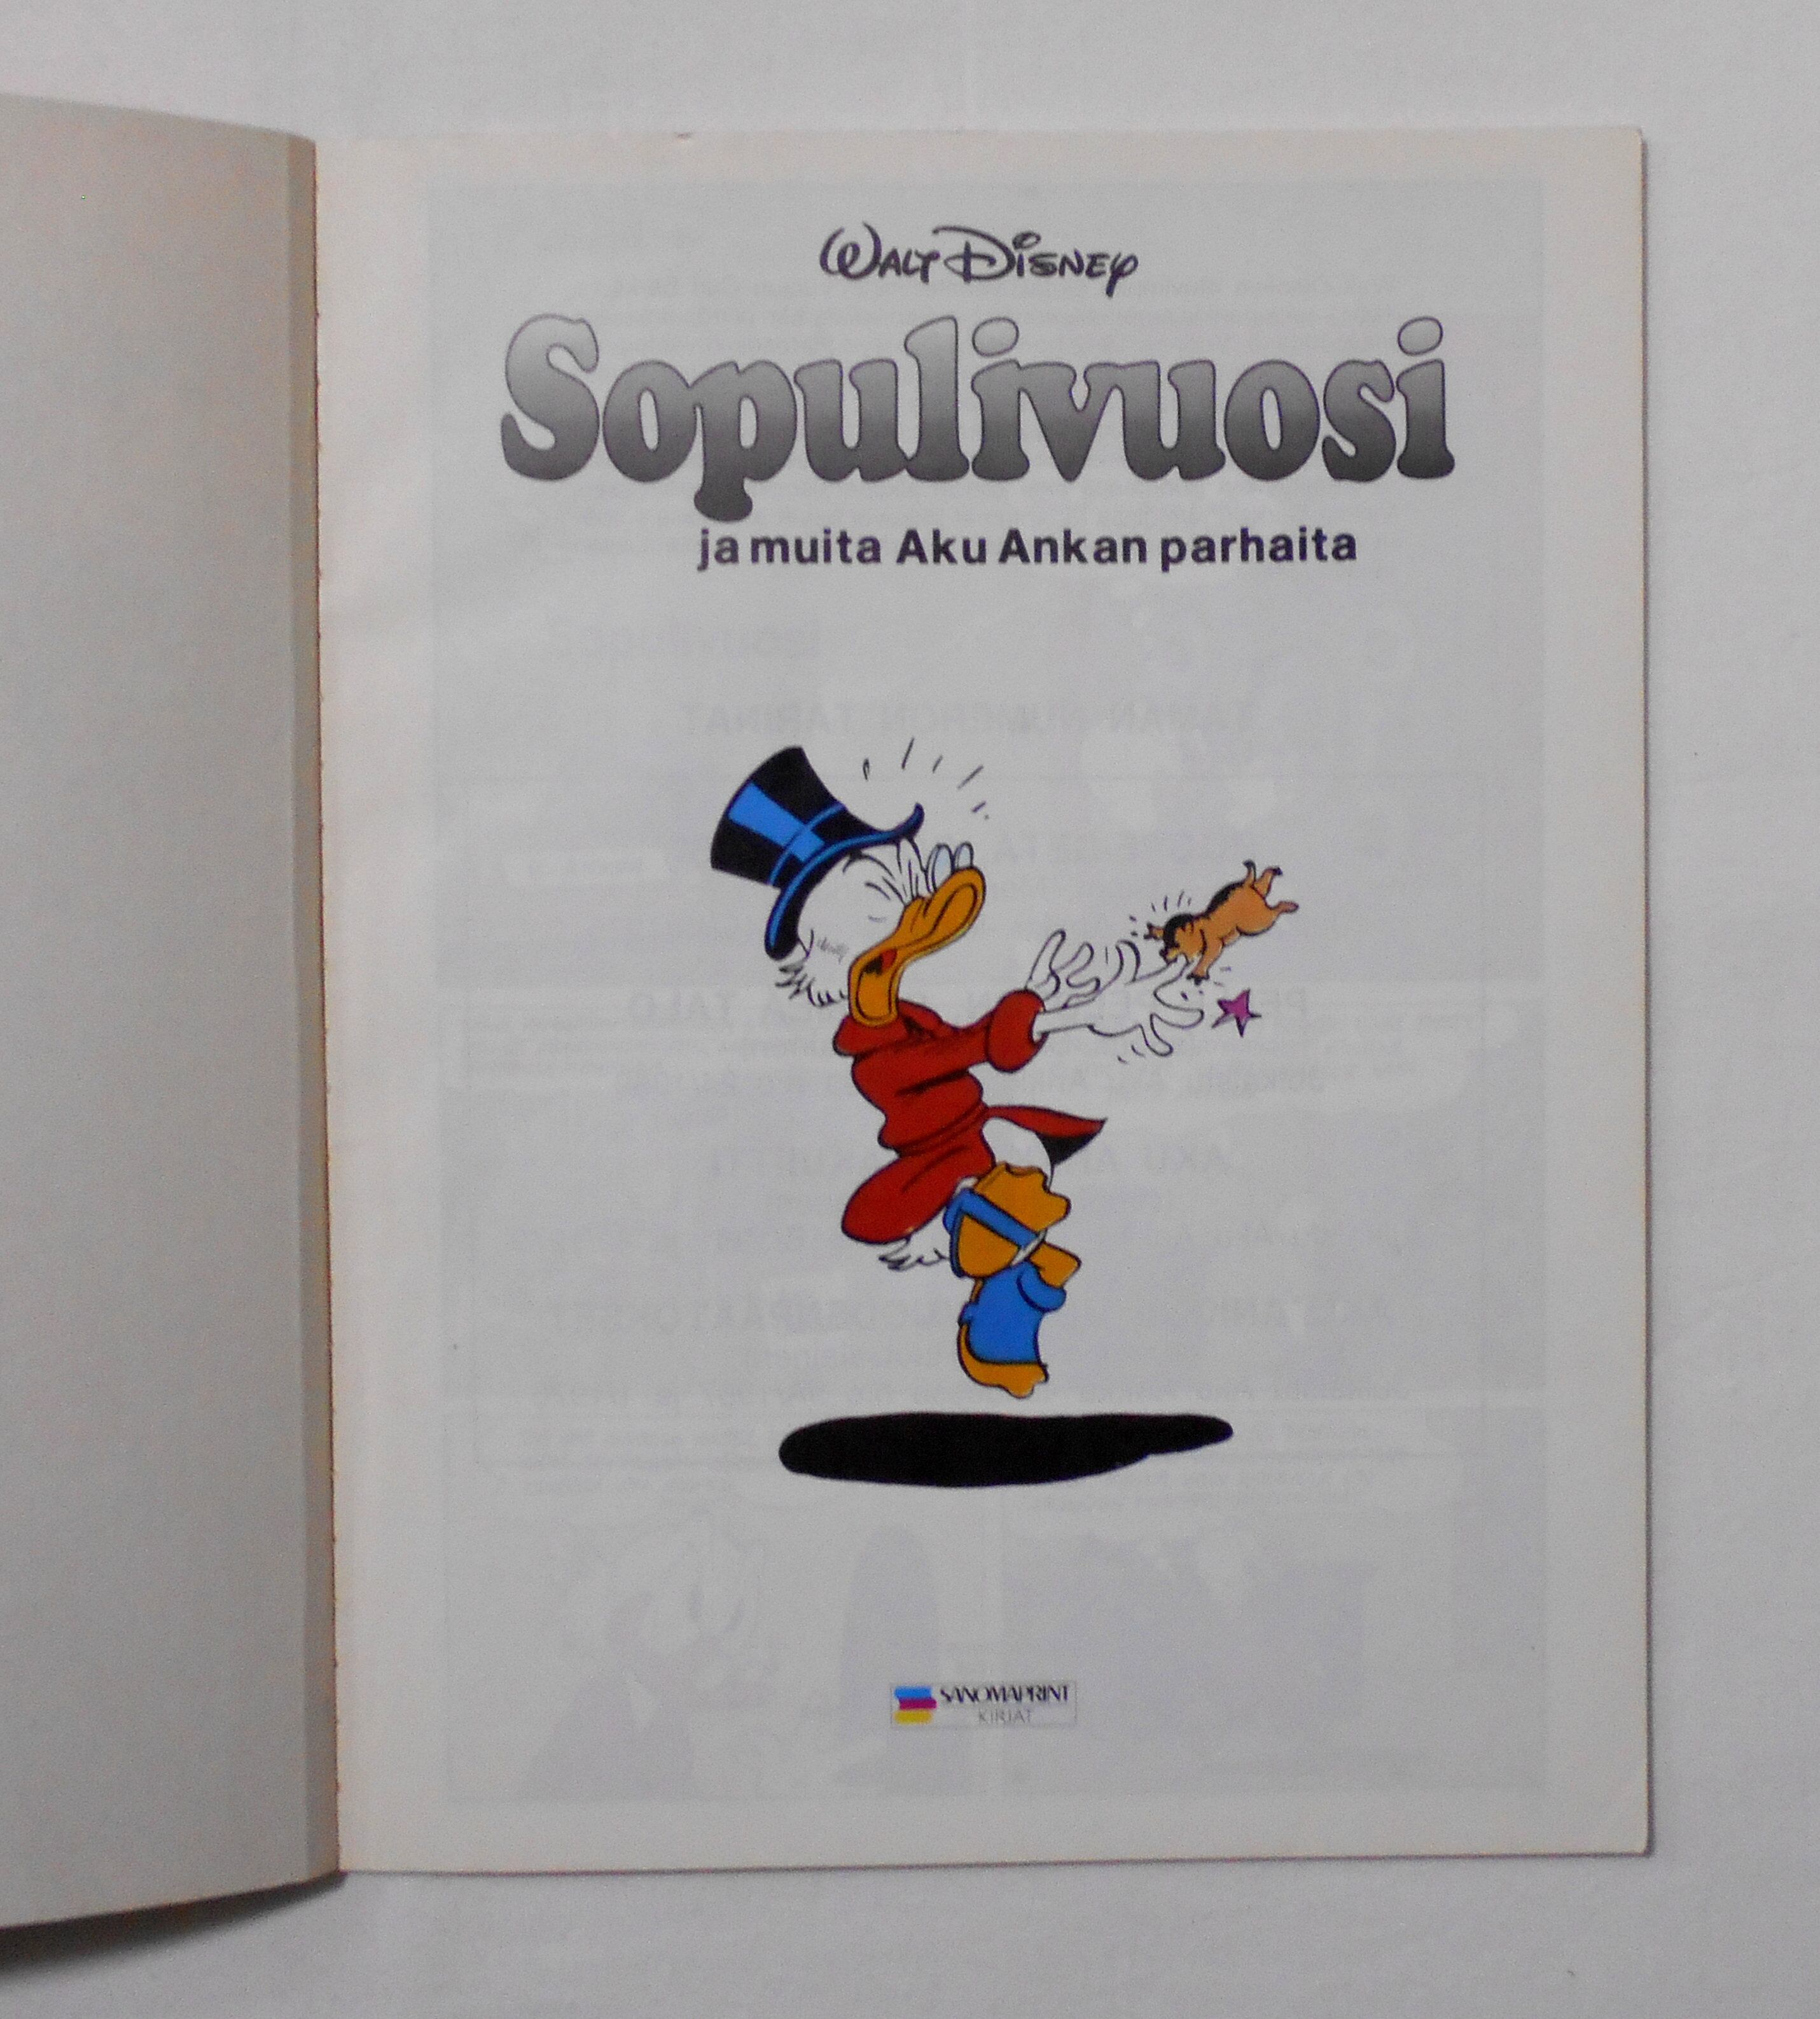 WALT DISNEY
Sopulivuosi
ja muita Aku Ankan parhaita
SANOMAPRINT
KIRJAT